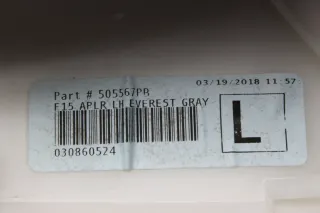 Part # 505567PB
03/19/2018 11:57
F15 APLR LH EVEREST GRAY
L
030860524